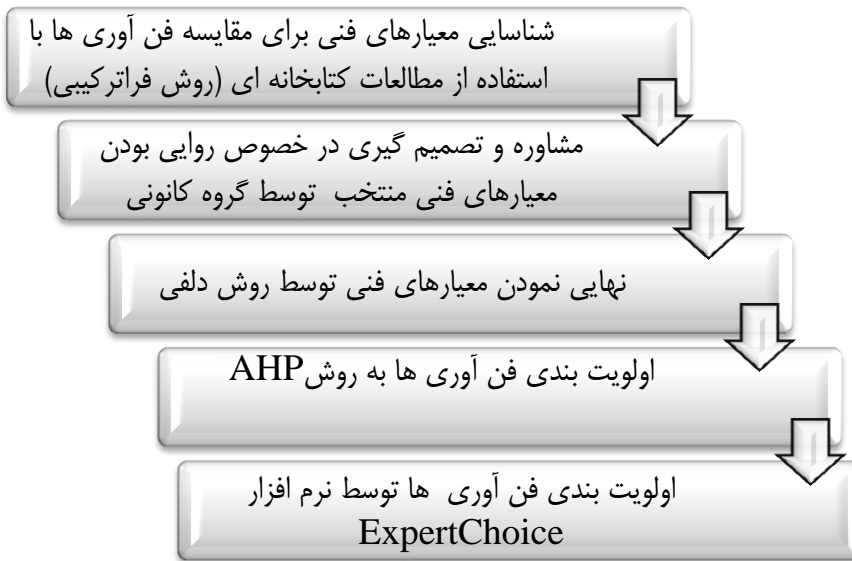 شناسایی معیارهای فنی برای مقایسه فن آوری ها با
استفاده از مطالعات کتابخانه ای (روش فراترکیبی)
مشاوره و تصمیم گیری در خصوص روایی بودن
معیارهای فنی منتخب توسط گروه کانونی
نهایی نمودن معیارهای فنی توسط روش دلفی
اولویت بندی فن آوری ها به روشAHP
اولویت بندی فن آوری ها توسط نرم افزار
ExpertChoice